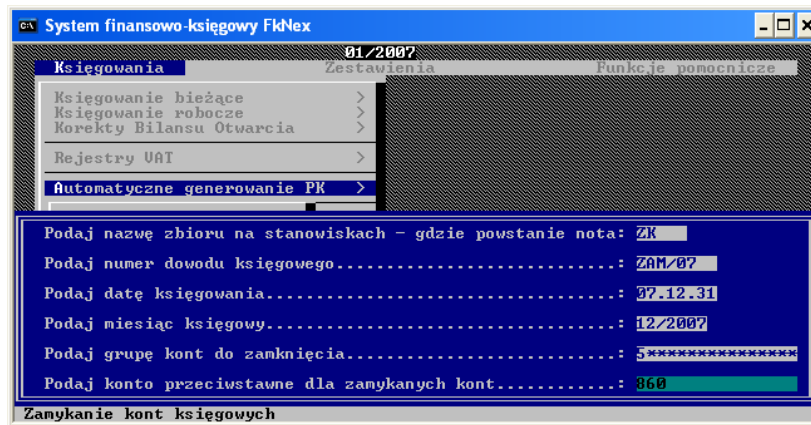 System finansowo-księgowy FkNex
01/2007
Księgowania Zestawienia Funkcje pomocnicze
Księgowanie bieżące >
Księgowanie robocze >
Korekty Bilansu Otwarcia >
Rejestry VAT >
Automatyczne generowanie PK >
Podaj nazwę zbioru na stanowiskach - gdzie powstanie nota: ZK
Podaj numer dowodu księgowego..............................: ZAM/07
Podaj datę księgowania.....................................: 07.12.31
Podaj miesiąc księgowy.....................................: 12/2007
Podaj grupę kont do zamknięcia.............................: 5**************
Podaj konto przeciwstawne dla zamykanych kont............: 860
Zamykanie kont księgowych